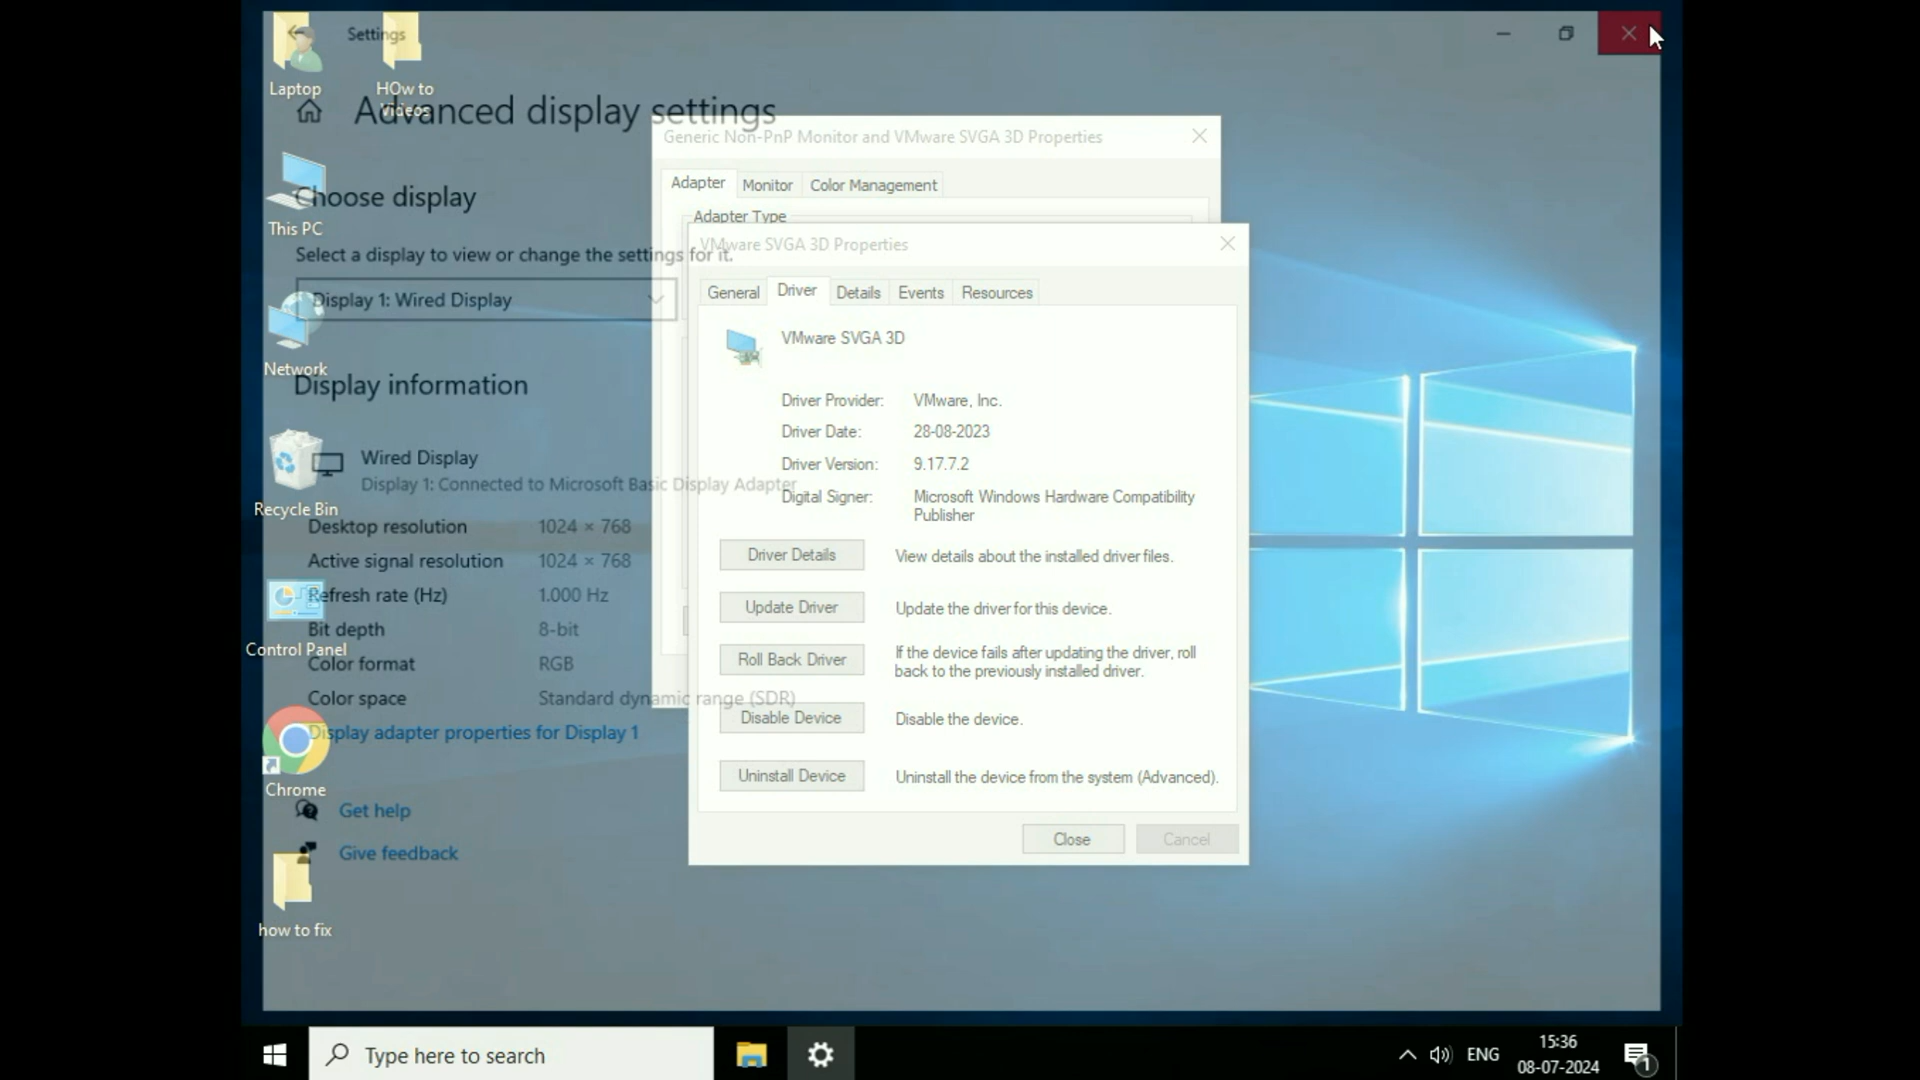 Settings
Laptop
HOw to
Videos
Advanced display settings
Generic Non-PnP Monitor and VMware SVGA 3D Properties
Adapter
Monitor
Color Management
Choose display
Adapter Type
This PC
Select a display to view or change the settings for it.
VMware SVGA 3D Properties
Display 1: Wired Display
General
Driver
Details
Events
Resources
VMware SVGA 3D
Network
Display information
Driver Provider: VMware, Inc.
Driver Date: 28-08-2023
Driver Version: 9.17.7.2
Digital Signer: Microsoft Windows Hardware Compatibility
Publisher
Wired Display
Display 1: Connected to Microsoft Basic Display Adapter
Recycle Bin
Desktop resolution 1024 × 768
Active signal resolution 1024 × 768
Refresh rate (Hz) 1.000 Hz
Bit depth 8-bit
Control Panel
Color format RGB
Color space Standard dynamic range (SDR)
Display adapter properties for Display 1
Driver Details View details about the installed driver files.
Update Driver Update the driver for this device.
Roll Back Driver If the device fails after updating the driver, roll
back to the previously installed driver.
Disable Device Disable the device.
Uninstall Device Uninstall the device from the system (Advanced).
Close
Cancel
Chrome
Get help
Give feedback
how to fix
Type here to search
ENG
15:36
08-07-2024
1